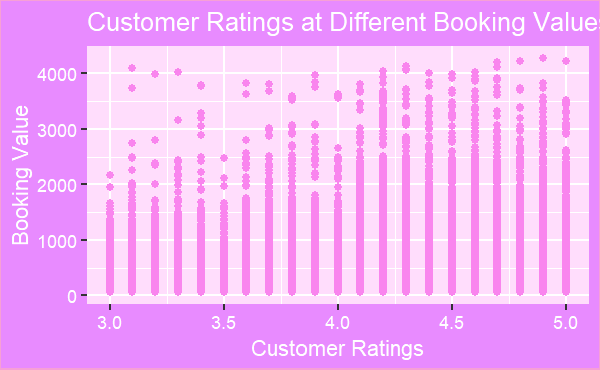 Customer Ratings at Different Booking Values
Booking Value
4000
3000
2000
1000
0
3.0 3.5 4.0 4.5 5.0
Customer Ratings